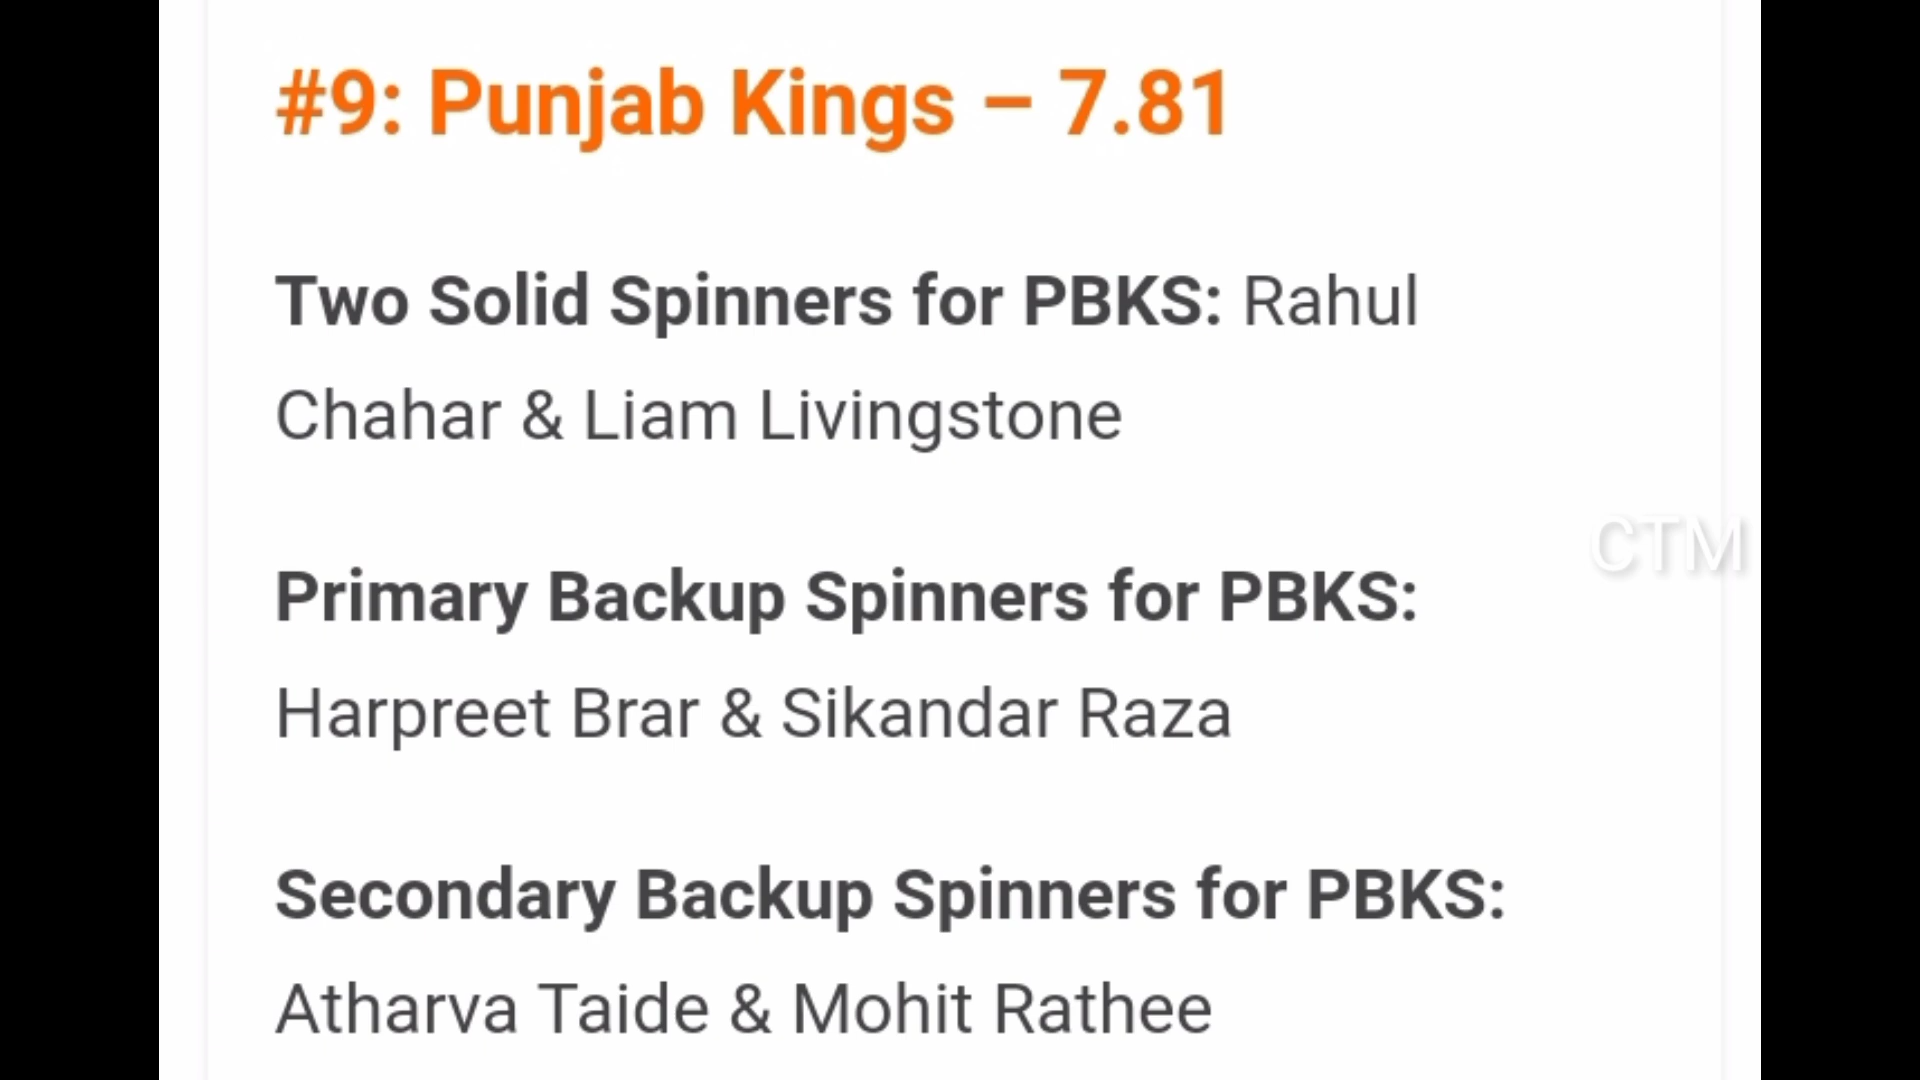 #9: Punjab Kings – 7.81
Two Solid Spinners for PBKS: Rahul
Chahar & Liam Livingstone
CTM
Primary Backup Spinners for PBKS:
Harpreet Brar & Sikandar Raza
Secondary Backup Spinners for PBKS:
Atharva Taide & Mohit Rathee